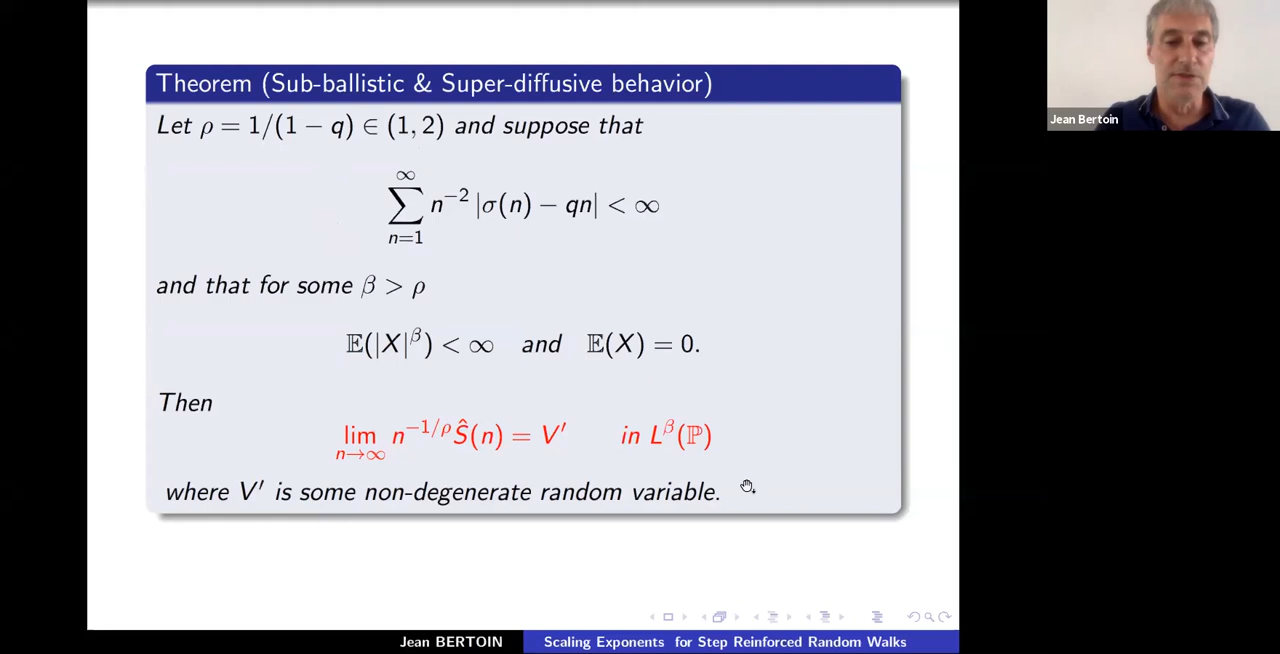 Theorem (Sub-ballistic & Super-diffusive behavior)
Let ρ = 1/(1 − q) ∈ (1, 2) and suppose that
∑_{n=1}^{∞} n^{−2} |σ(n) − qn| < ∞
and that for some β > ρ
𝔼(|X|^β) < ∞ and 𝔼(X) = 0.
Then
lim_{n→∞} n^{−1/ρ} Ŝ(n) = V′ in L^β(ℙ)
where V′ is some non-degenerate random variable.
Jean Bertoin
Jean BERTOIN Scaling Exponents for Step Reinforced Random Walks